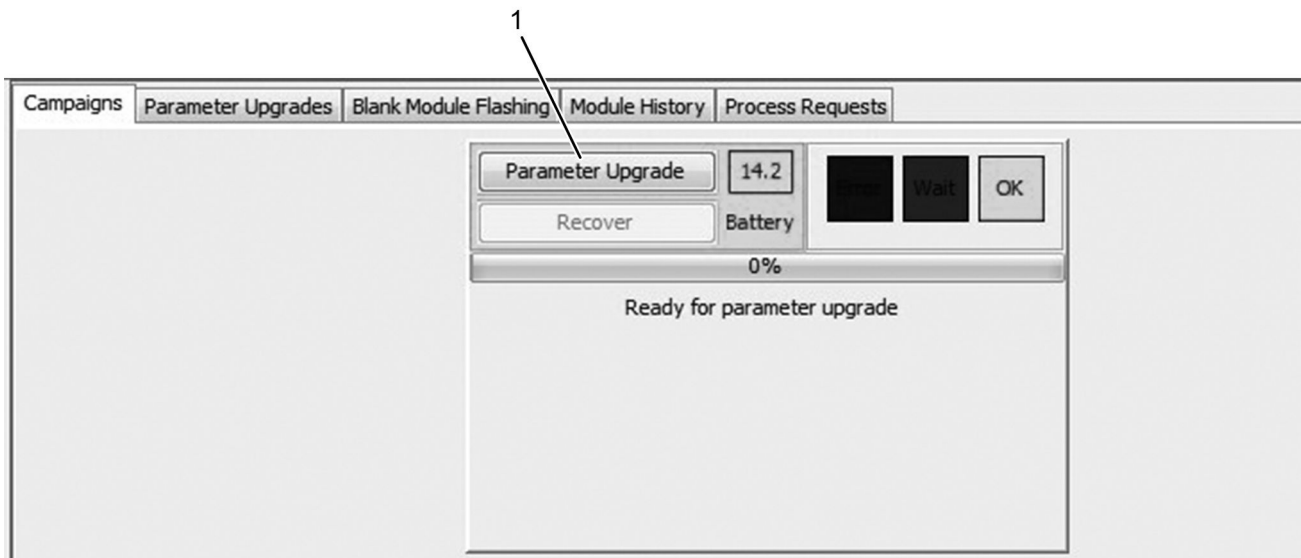 1
Campaigns Parameter Upgrades Blank Module Flashing Module History Process Requests
Parameter Upgrade 14.2 Wait OK
Recover Battery
0%
Ready for parameter upgrade